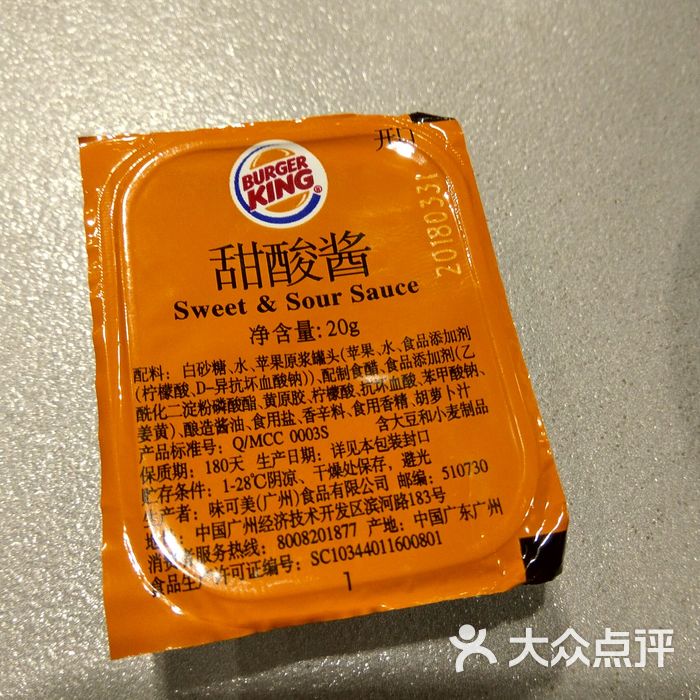 开口
BURGER
KING
®
20180331
甜酸酱
Sweet & Sour Sauce
净含量: 20g
配料: 白砂糖、水、苹果原浆罐头(苹果、水、食品添加剂
(柠檬酸、D-异抗坏血酸钠))、配制食醋、食品添加剂(乙
酰化二淀粉磷酸酯、黄原胶、柠檬酸、抗坏血酸、苯甲酸钠、
姜黄)、酿造酱油、食用盐、香辛料、食用香精、胡萝卜汁
产品标准号: Q/MCC 0003S 含大豆和小麦制品
保质期: 180天 生产日期: 详见本包装封口
贮存条件: 1-28℃阴凉、干燥处保存，避光
生产者: 味可美(广州)食品有限公司 邮编: 510730
地址: 中国广州经济技术开发区滨河路183号
消费者服务热线: 8008201877 产地: 中国广东广州
食品生产许可证编号: SC10344011600801
1
大众点评